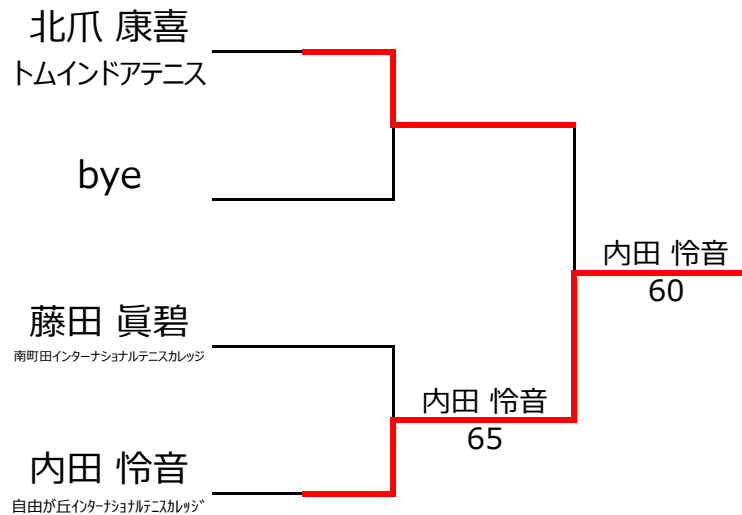 北爪 康喜
トムインドアテニス
bye
内田 怜音
60
藤田 眞碧
南町田インターナショナルテニスカレッジ
内田 怜音
65
内田 怜音
自由が丘インターナショナルテニスカレッジ